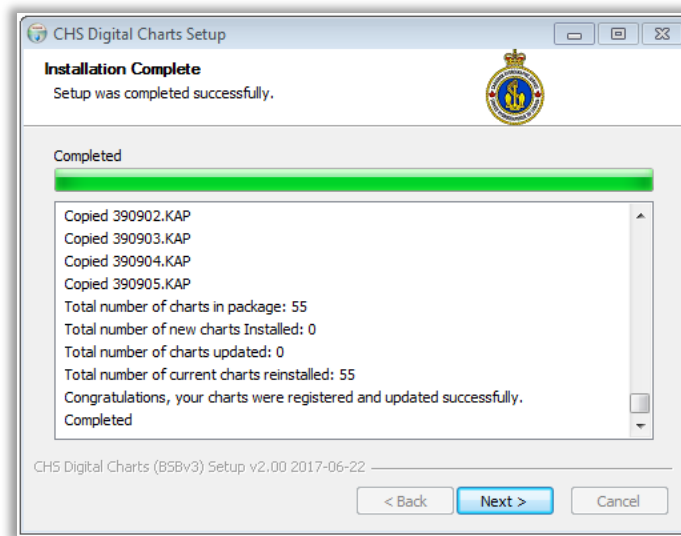 CHS Digital Charts Setup
Installation Complete
Setup was completed successfully.
Completed
Copied 390902.KAP
Copied 390903.KAP
Copied 390904.KAP
Copied 390905.KAP
Total number of charts in package: 55
Total number of new charts Installed: 0
Total number of charts updated: 0
Total number of current charts reinstalled: 55
Congratulations, your charts were registered and updated successfully.
Completed
CHS Digital Charts (BSBv3) Setup v2.00 2017-06-22
< Back Next > Cancel